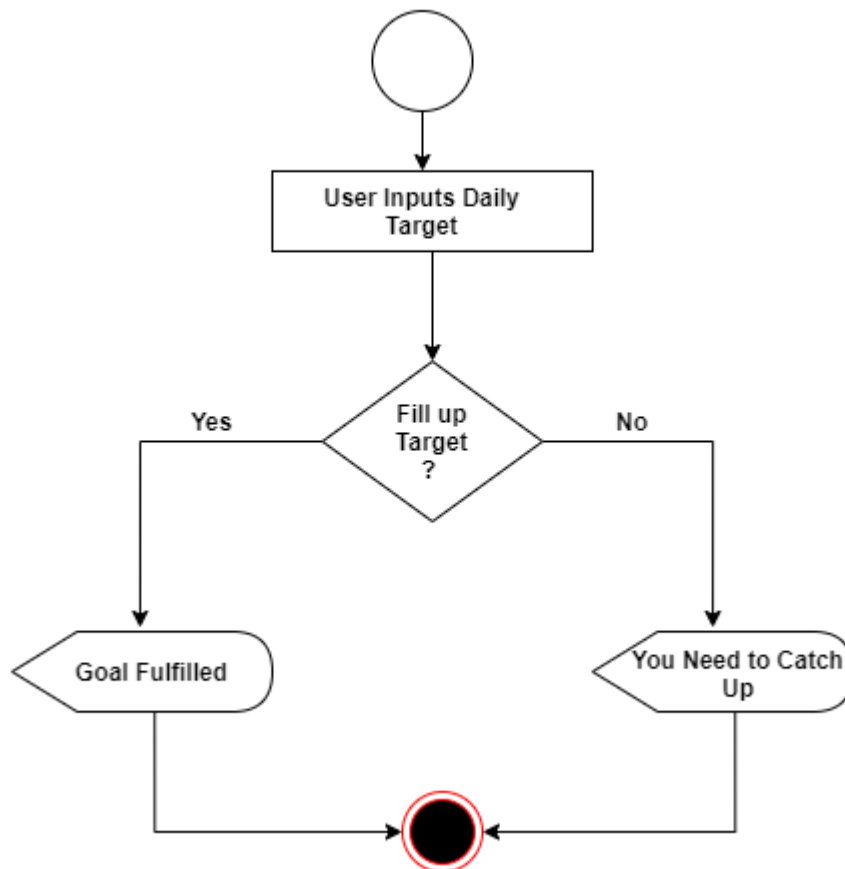 User Inputs Daily
Target
Fill up
Target
?
Yes
No
Goal Fulfilled
You Need to Catch
Up